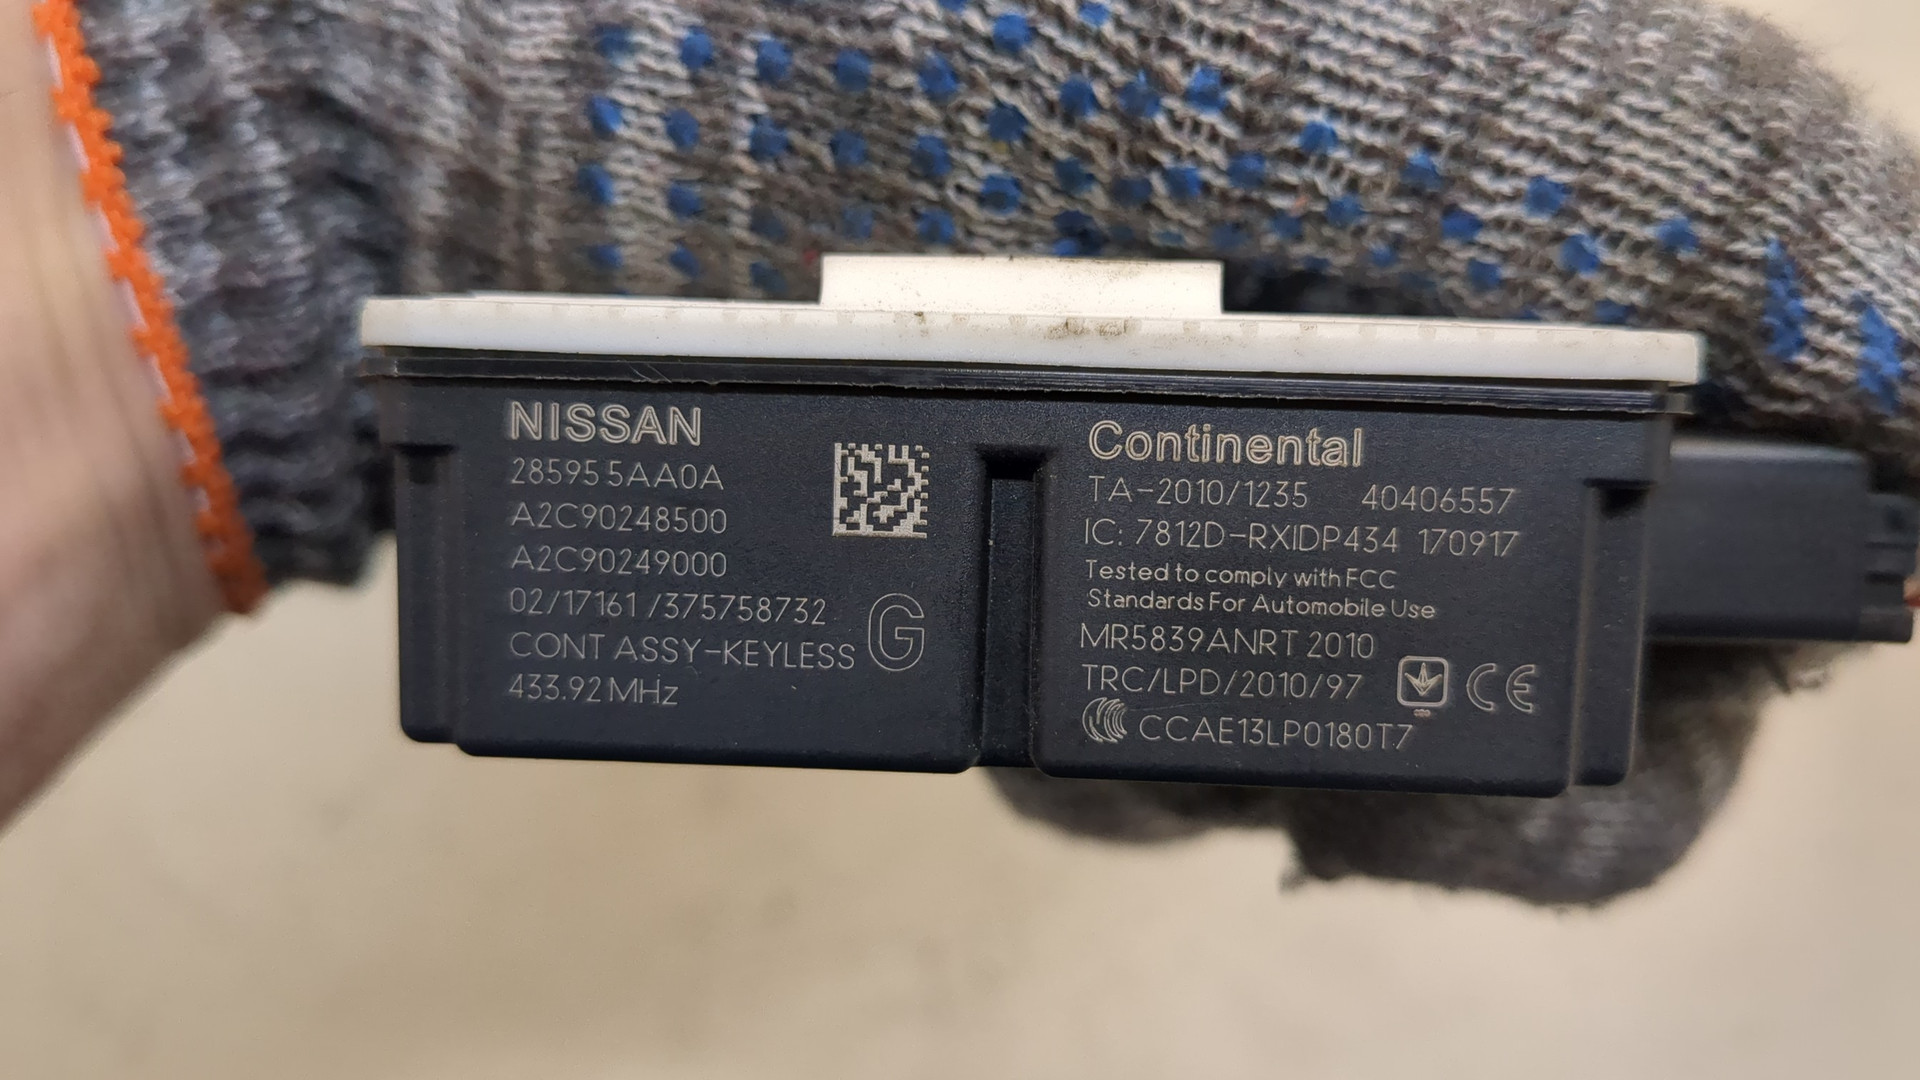 NISSAN
28595 5AA0A
A2C90248500
A2C90249000
02/17161 /375758732
CONT ASSY-KEYLESS
433.92 MHz
G
Continental
TA-2010/1235 40406557
IC: 7812D-RXIDP434 170917
Tested to comply with FCC
Standards For Automobile Use
MR5839ANRT 2010
TRC/LPD/2010/97
CE
CCAE13LP0180T7